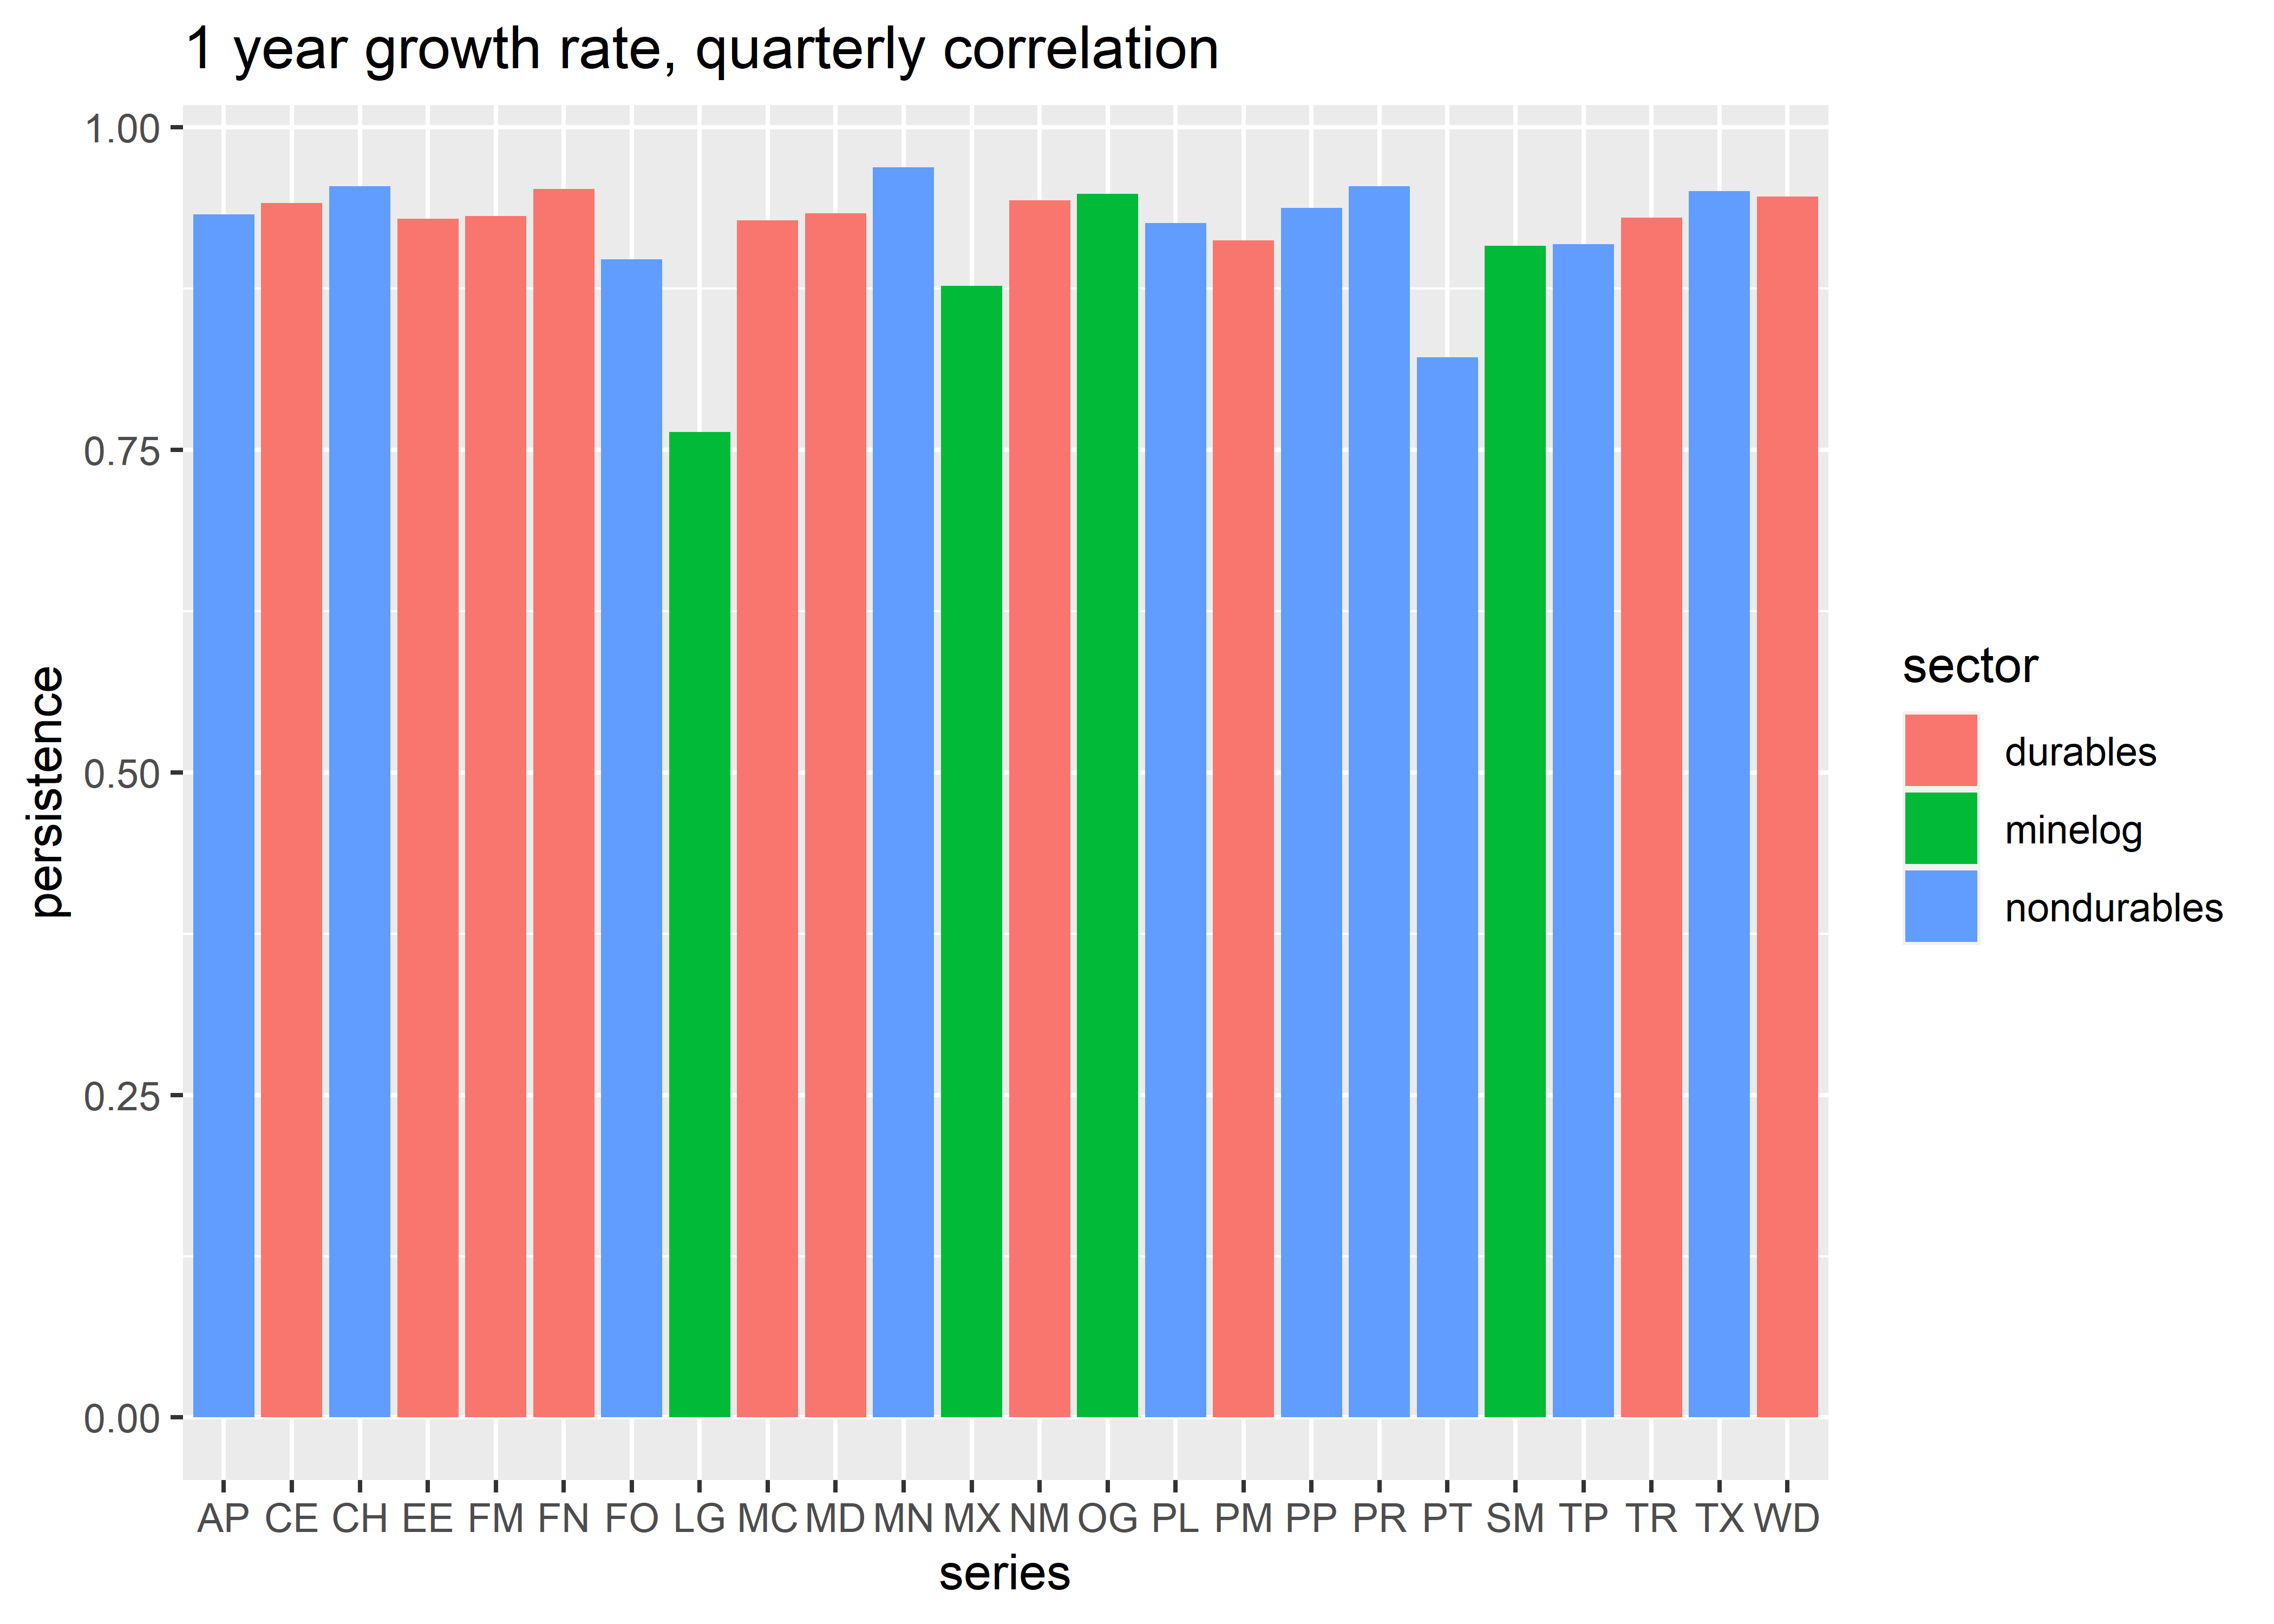 1 year growth rate, quarterly correlation
1.00
0.75
0.50
0.25
0.00
persistence
AP CE CH EE FM FN FO LG MC MD MN MX NM OG PL PM PP PR PT SM TP TR TX WD
series
sector
durables
minelog
nondurables